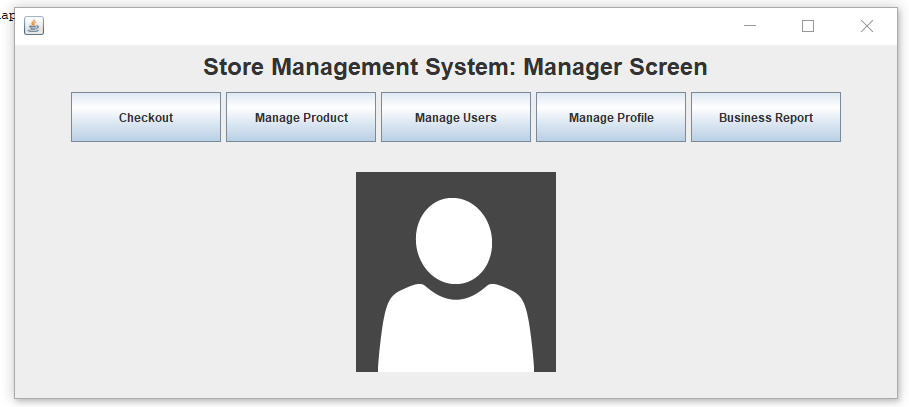 Store Management System: Manager Screen
Checkout
Manage Product
Manage Users
Manage Profile
Business Report